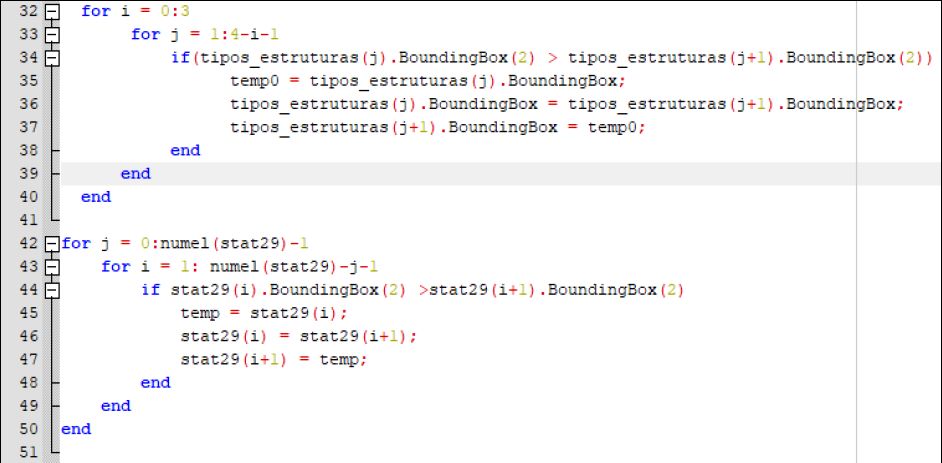 32 for i = 0:3
33 for j = 1:4-i-1
34 if(tipos_estruturas(j).BoundingBox(2) > tipos_estruturas(j+1).BoundingBox(2))
35 temp0 = tipos_estruturas(j).BoundingBox;
36 tipos_estruturas(j).BoundingBox = tipos_estruturas(j+1).BoundingBox;
37 tipos_estruturas(j+1).BoundingBox = temp0;
38 end
39 end
40 end
41
42 for j = 0:numel(stat29)-1
43 for i = 1: numel(stat29)-j-1
44 if stat29(i).BoundingBox(2) >stat29(i+1).BoundingBox(2)
45 temp = stat29(i);
46 stat29(i) = stat29(i+1);
47 stat29(i+1) = temp;
48 end
49 end
50 end
51